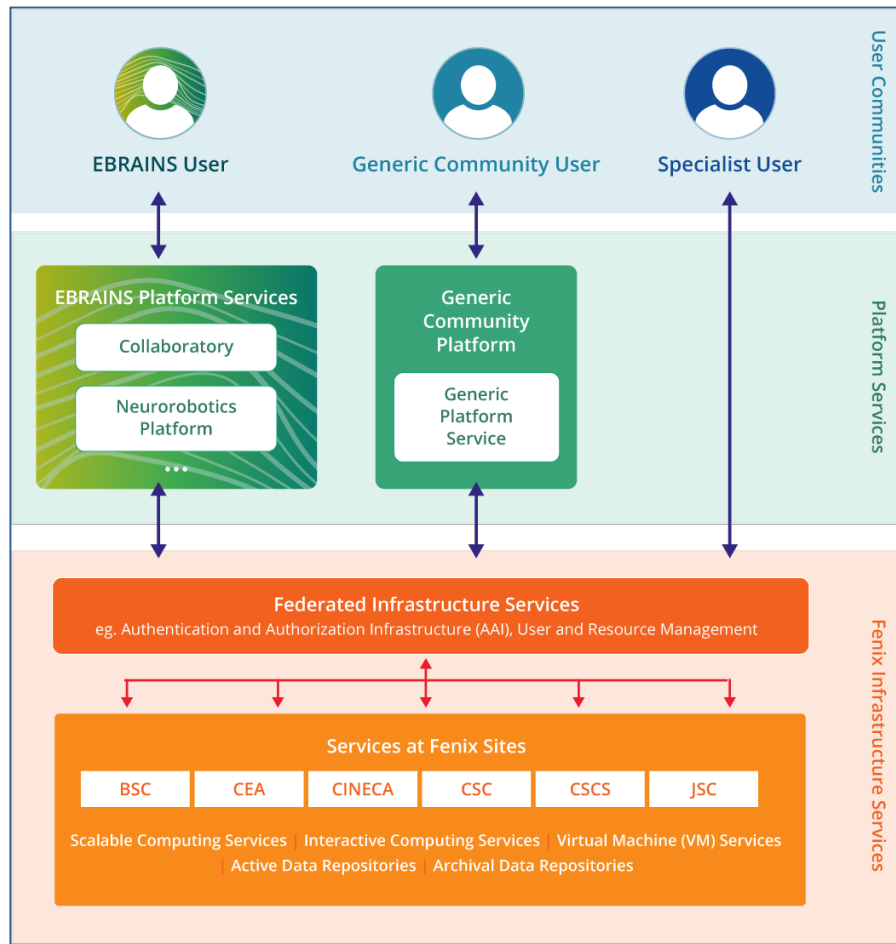 User Communities
EBRAINS User
Generic Community User
Specialist User
Platform Services
EBRAINS Platform Services
Collaboratory
Neurorobotics
Platform
...
Generic
Community
Platform
Generic
Platform
Service
Fenix Infrastructure Services
Federated Infrastructure Services
eg. Authentication and Authorization Infrastructure (AAI), User and Resource Management
Services at Fenix Sites
BSC
CEA
CINECA
CSC
CSCS
JSC
Scalable Computing Services | Interactive Computing Services | Virtual Machine (VM) Services
| Active Data Repositories | Archival Data Repositories